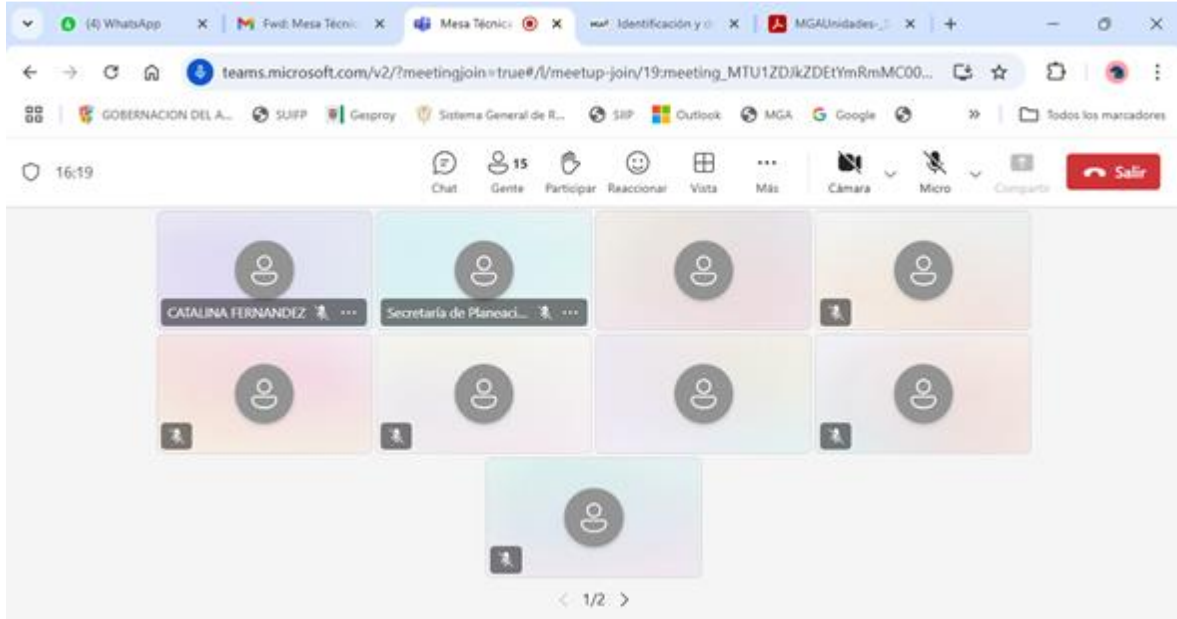 (4) WhatsApp
Fwd: Mesa Técnic
Mesa Técnic
Identificación y
MGAUnidades-
teams.microsoft.com/v2/?meetingjoin=true#/l/meetup-join/19:meeting_
GOBERNACION DEL A...
SUIFP
Gesproy
Sistema General de R...
SIIP
Outlook
MGA
Google
Todos los marcadores
16:19
Chat
15
Gente
Participar
Reaccionar
Vista
Más
Cámara
Micro
Compartir
Salir
CATALINA FERNANDEZ
Secretaría de Planeaci...
1/2